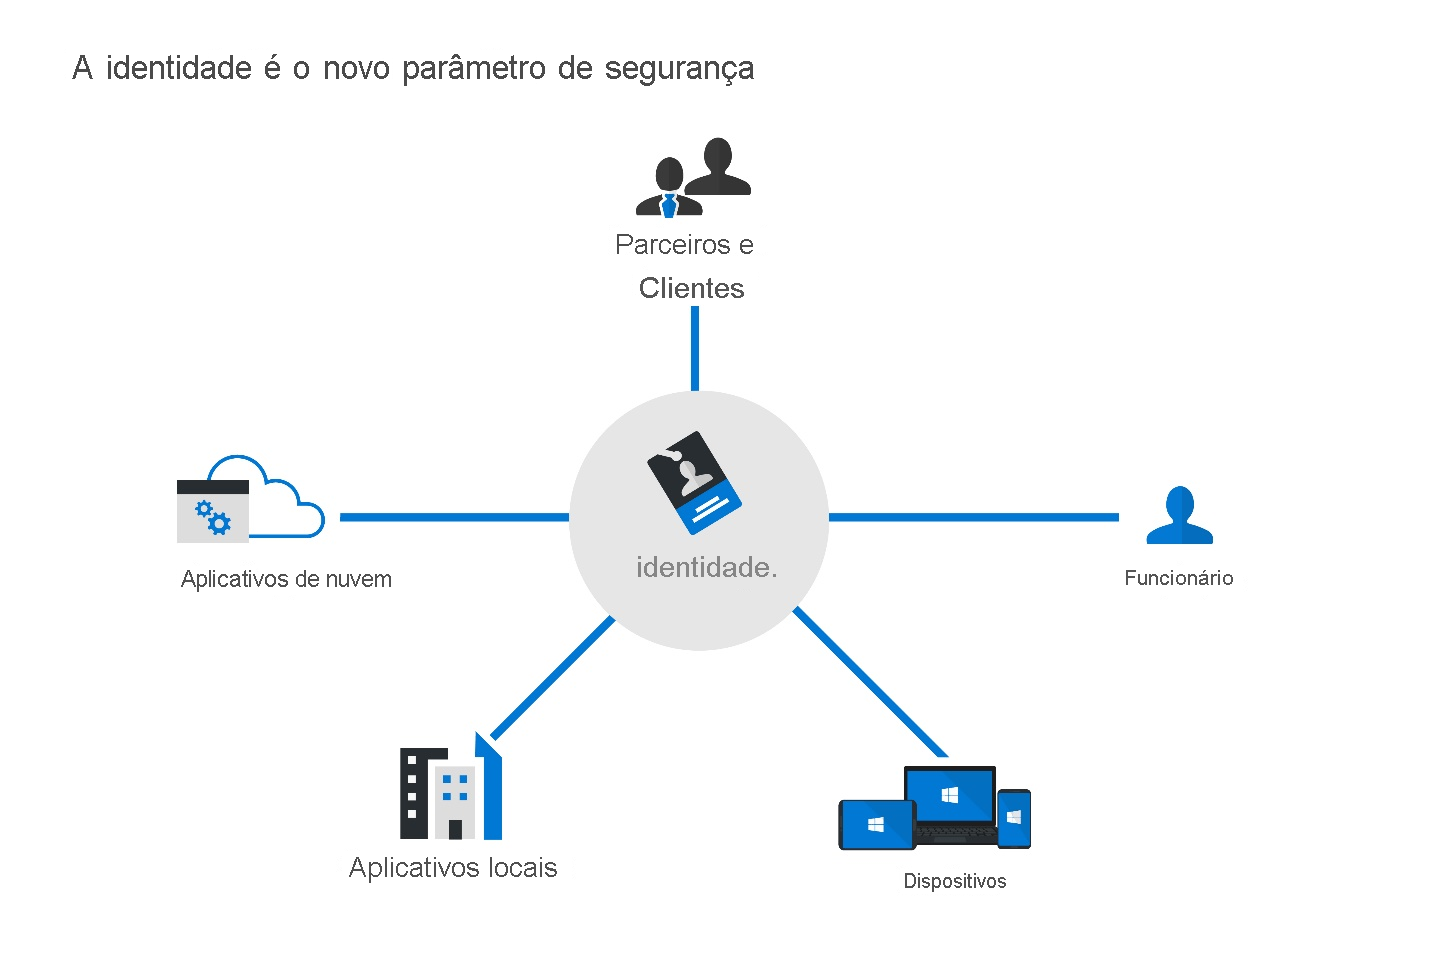 A identidade é o novo parâmetro de segurança
Parceiros e
Clientes
identidade.
Aplicativos de nuvem
Funcionário
Aplicativos locais
Dispositivos